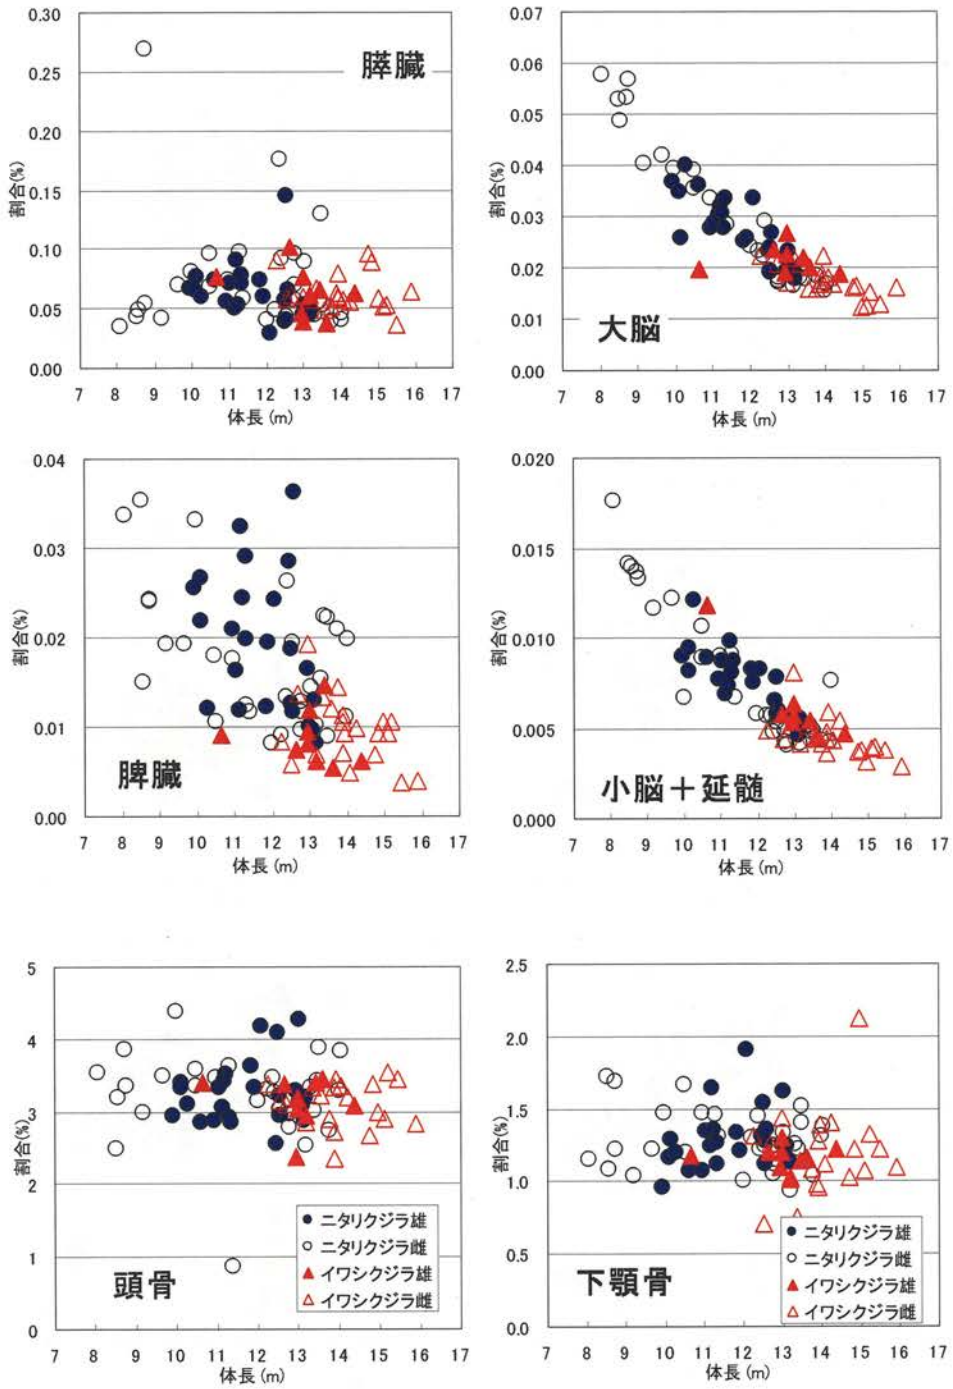 0.30
0.25
0.20
0.15
0.10
0.05
0.00
割合(%)
膵臓
7 8 9 10 11 12 13 14 15 16 17
体長(m)
0.07
0.06
0.05
0.04
0.03
0.02
0.01
0.00
割合(%)
大脳
7 8 9 10 11 12 13 14 15 16 17
体長(m)
0.04
0.03
0.02
0.01
0.00
割合(%)
脾臓
7 8 9 10 11 12 13 14 15 16 17
体長(m)
0.020
0.015
0.010
0.005
0.000
割合(%)
小脳＋延髄
7 8 9 10 11 12 13 14 15 16 17
体長(m)
5
4
3
2
1
0
割合(%)
頭骨
ニタリクジラ雄
ニタリクジラ雌
イワシクジラ雄
イワシクジラ雌
7 8 9 10 11 12 13 14 15 16 17
体長(m)
2.5
2.0
1.5
1.0
0.5
0.0
割合(%)
下顎骨
ニタリクジラ雄
ニタリクジラ雌
イワシクジラ雄
イワシクジラ雌
7 8 9 10 11 12 13 14 15 16 17
体長(m)